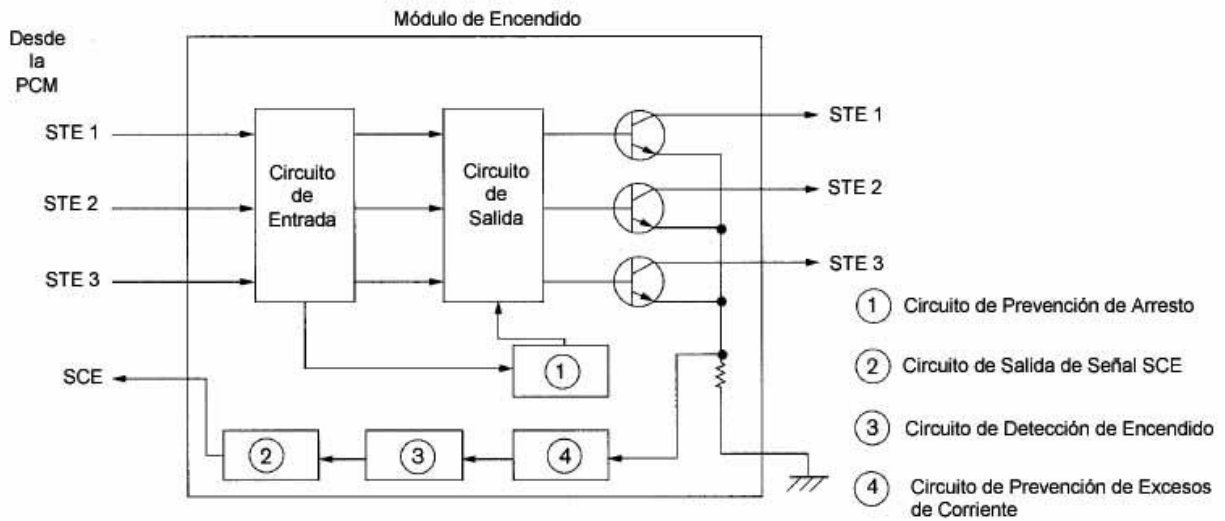 Módulo de Encendido
Desde
la
PCM
STE 1
STE 2
STE 3
SCE
Circuito
de
Entrada
Circuito
de
Salida
1
2
3
4
STE 1
STE 2
STE 3
1 Circuito de Prevención de Arresto
2 Circuito de Salida de Señal SCE
3 Circuito de Detección de Encendido
4 Circuito de Prevención de Excesos
de Corriente